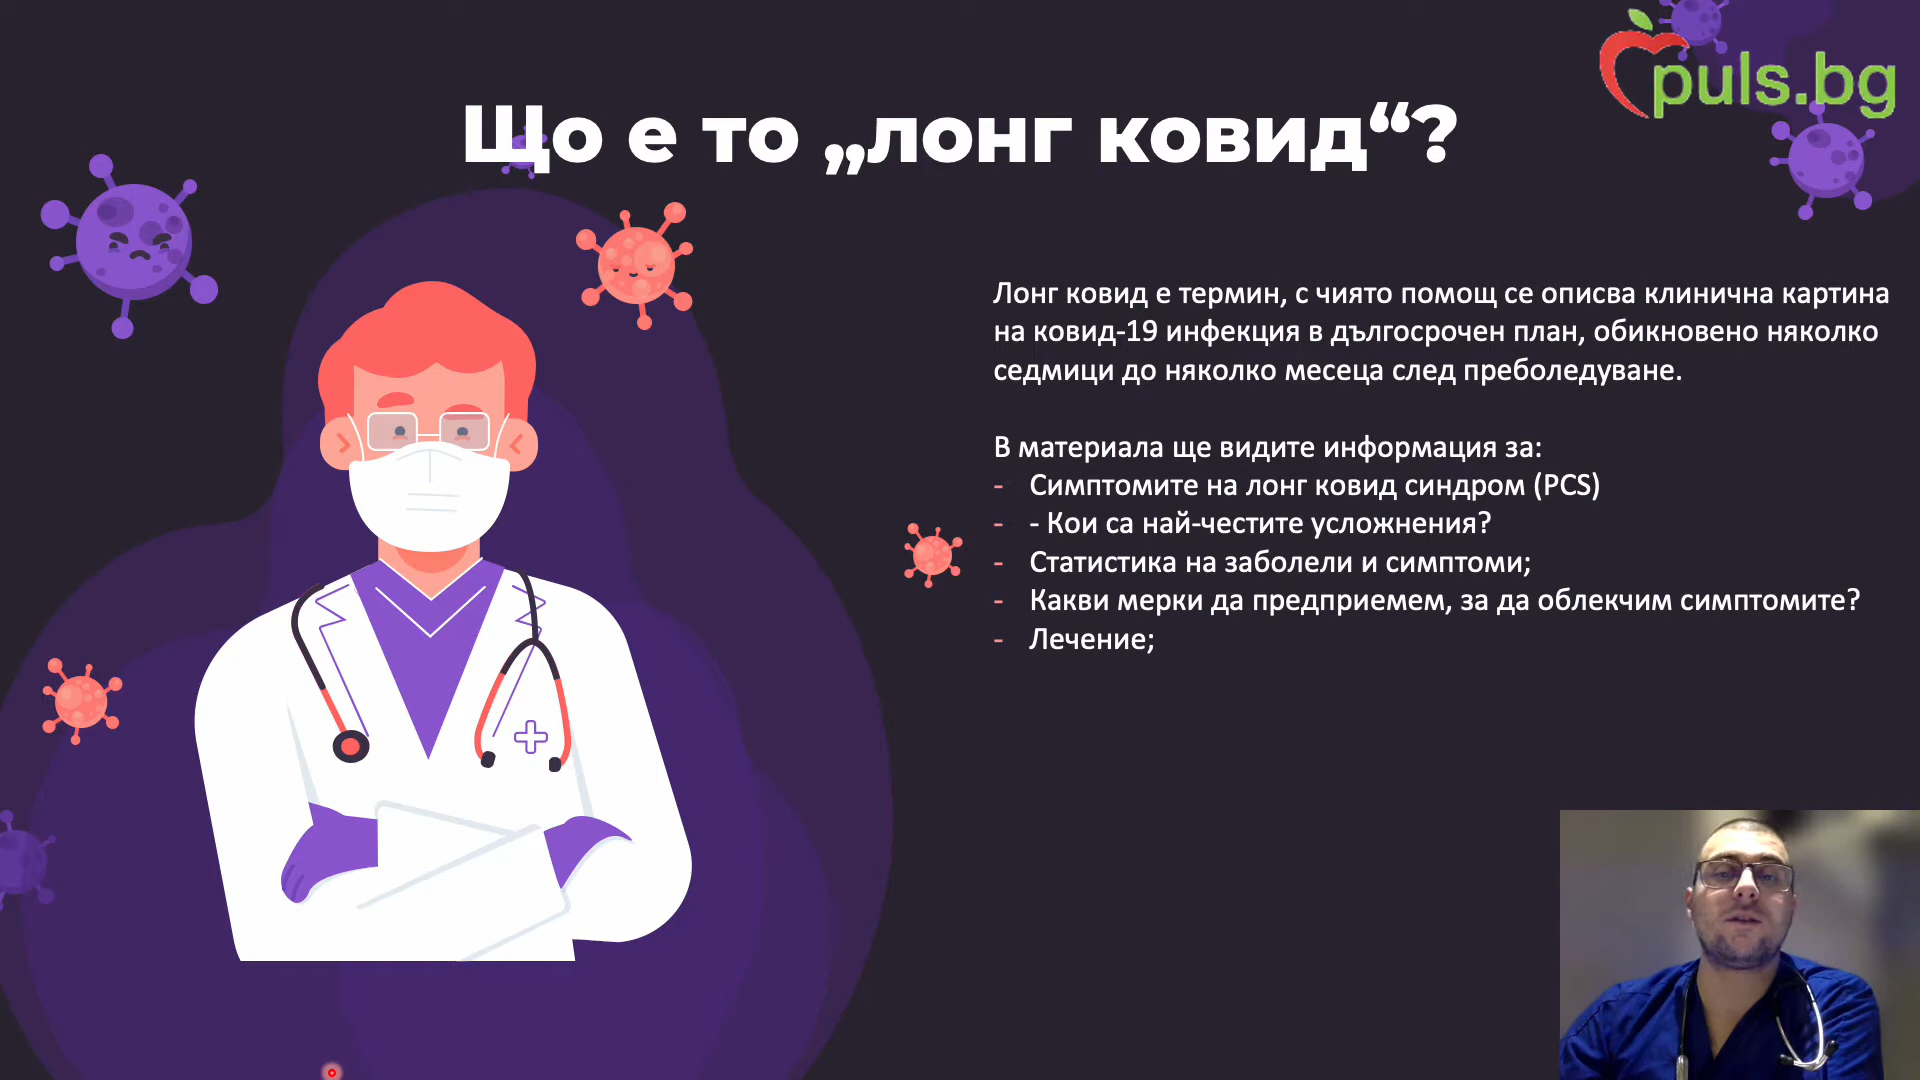 puls.bg
Що е то „лонг ковид“?
Лонг ковид е термин, с чиято помощ се описва клинична картина
на ковид-19 инфекция в дългосрочен план, обикновено няколко
седмици до няколко месеца след преболедуване.
В материала ще видите информация за:
- Симптомите на лонг ковид синдром (PCS)
- - Кои са най-честите усложнения?
- Статистика на заболели и симптоми;
- Какви мерки да предприемем, за да облекчим симптомите?
- Лечение;